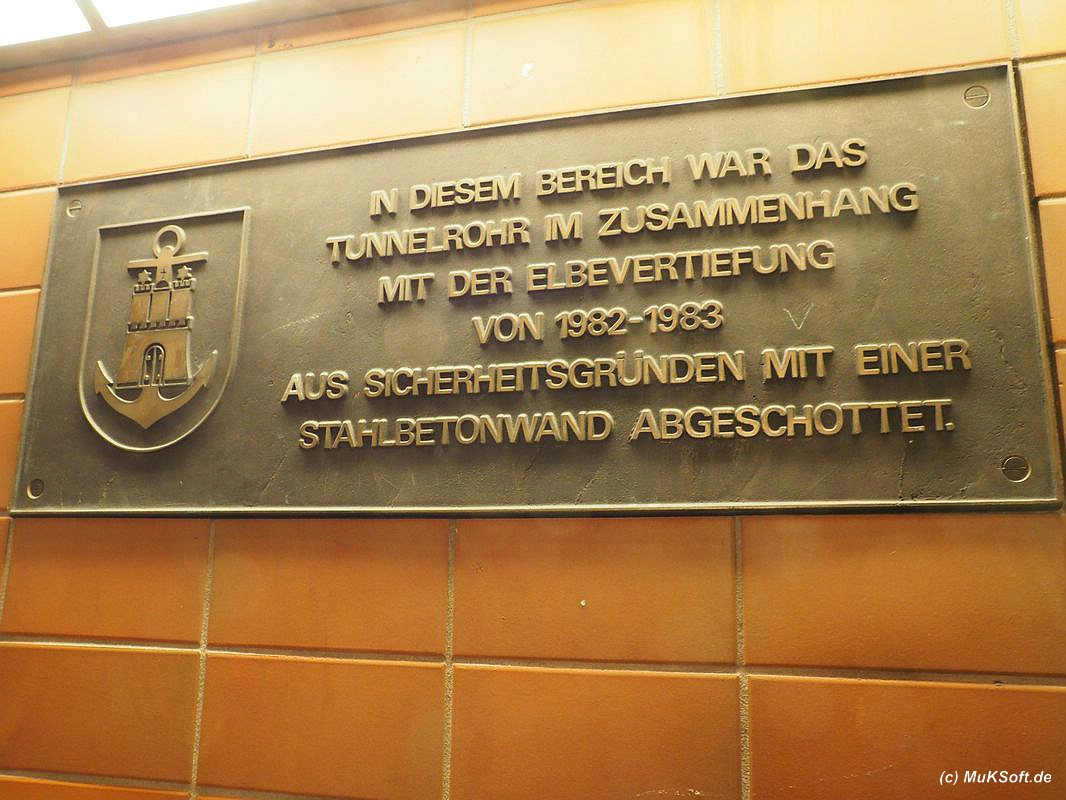 IN DIESEM BEREICH WAR DAS
TUNNELROHR IM ZUSAMMENHANG
MIT DER ELBEVERTIEFUNG
VON 1982-1983
AUS SICHERHEITSGRÜNDEN MIT EINER
STAHLBETONWAND ABGESCHOTTET.
(c) MuKSoft.de